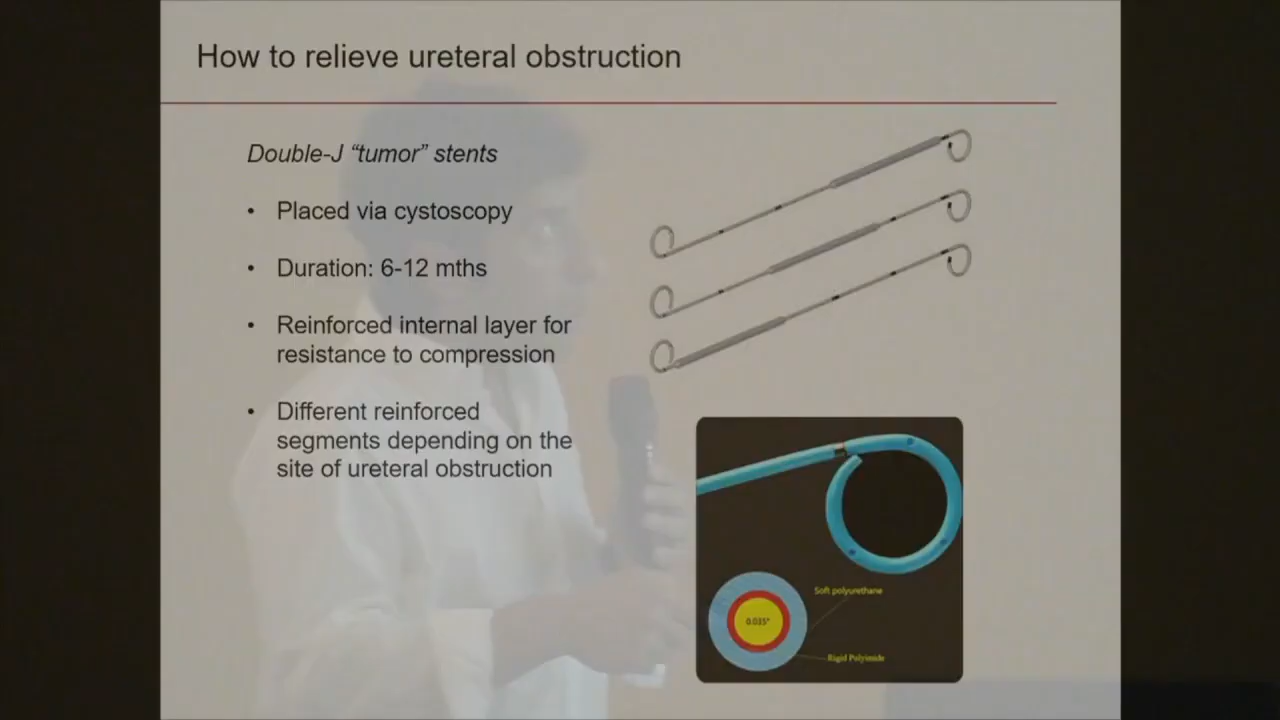 How to relieve ureteral obstruction
Double-J “tumor” stents
• Placed via cystoscopy
• Duration: 6-12 mths
• Reinforced internal layer for
resistance to compression
• Different reinforced
segments depending on the
site of ureteral obstruction
Soft polyurethane
0.035"
Rigid Polyimide